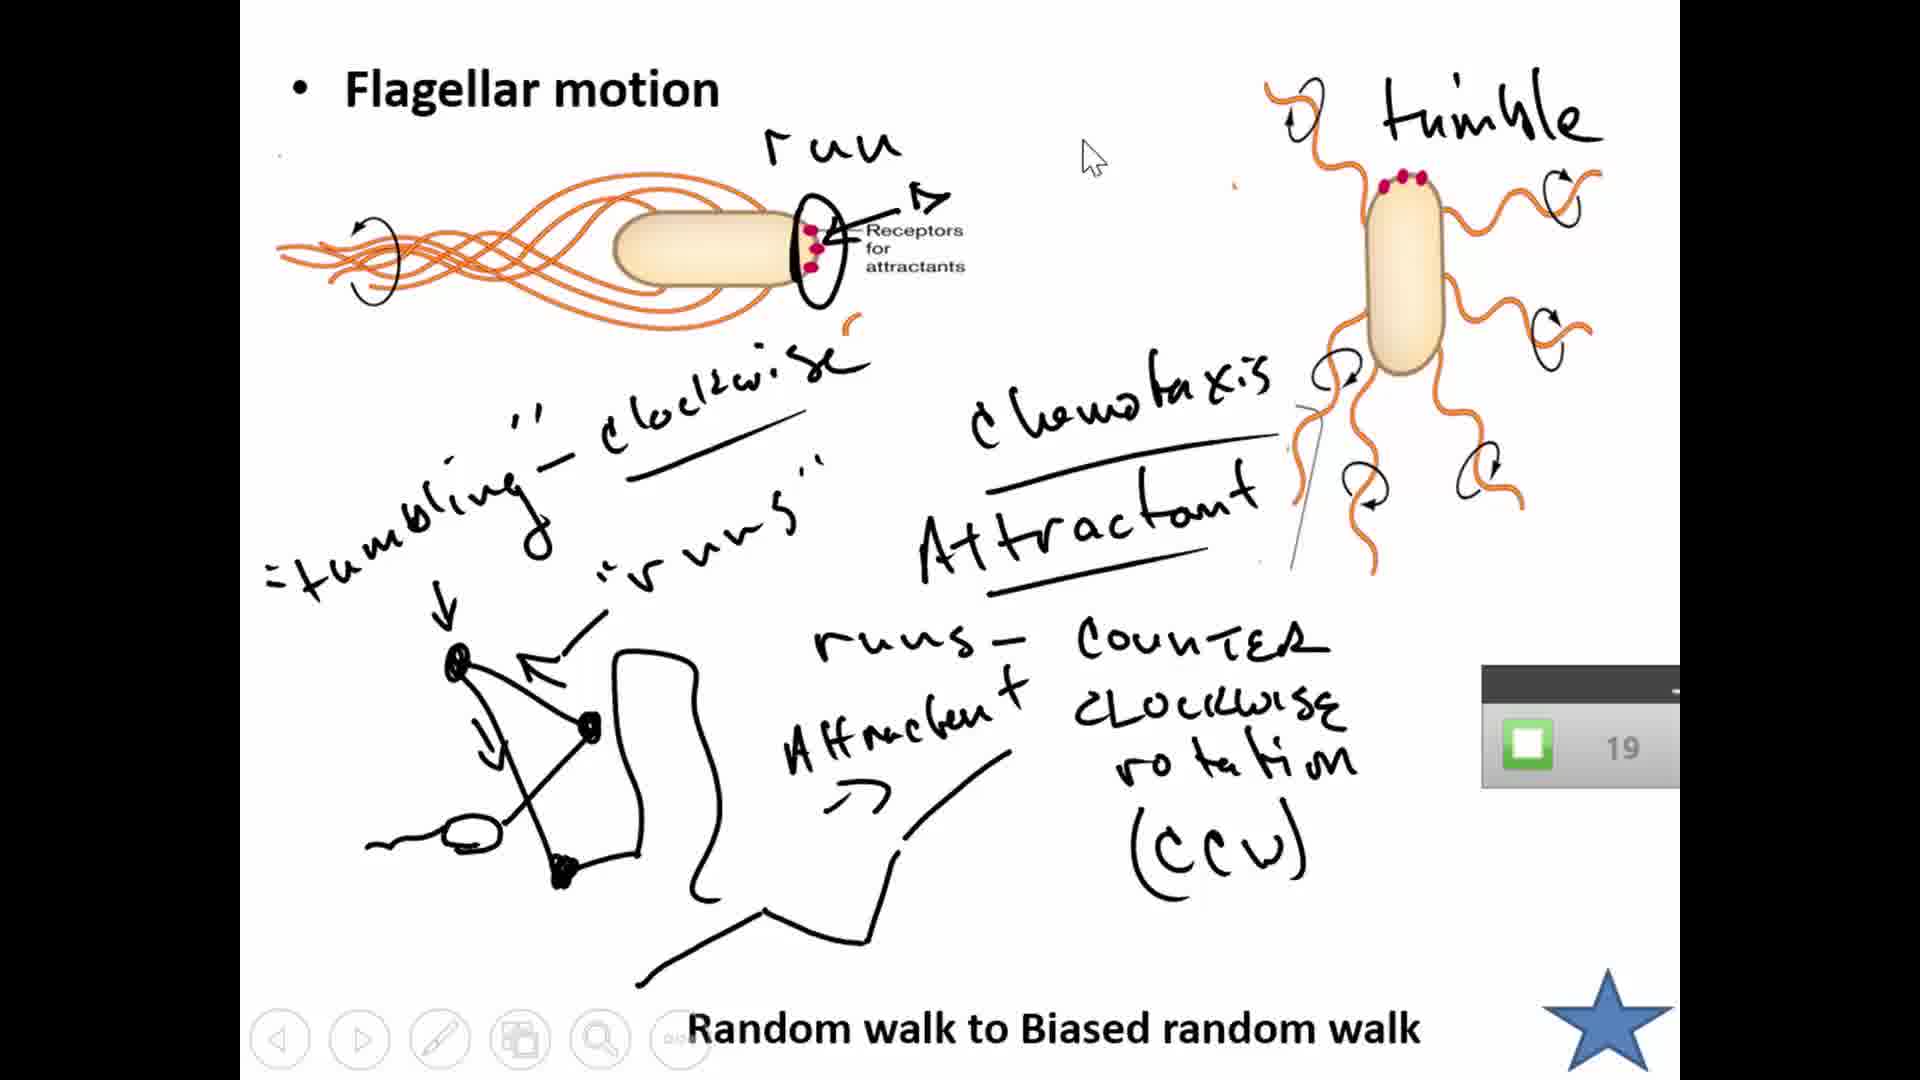 • Flagellar motion
run
tumble
Receptors
for
attractants
"tumbling" - clockwise
"runs"
Chemotaxis
Attractant
runs - COUNTER
CLOCKWISE
rotation
(CCW)
Attractent
19
Random walk to Biased random walk